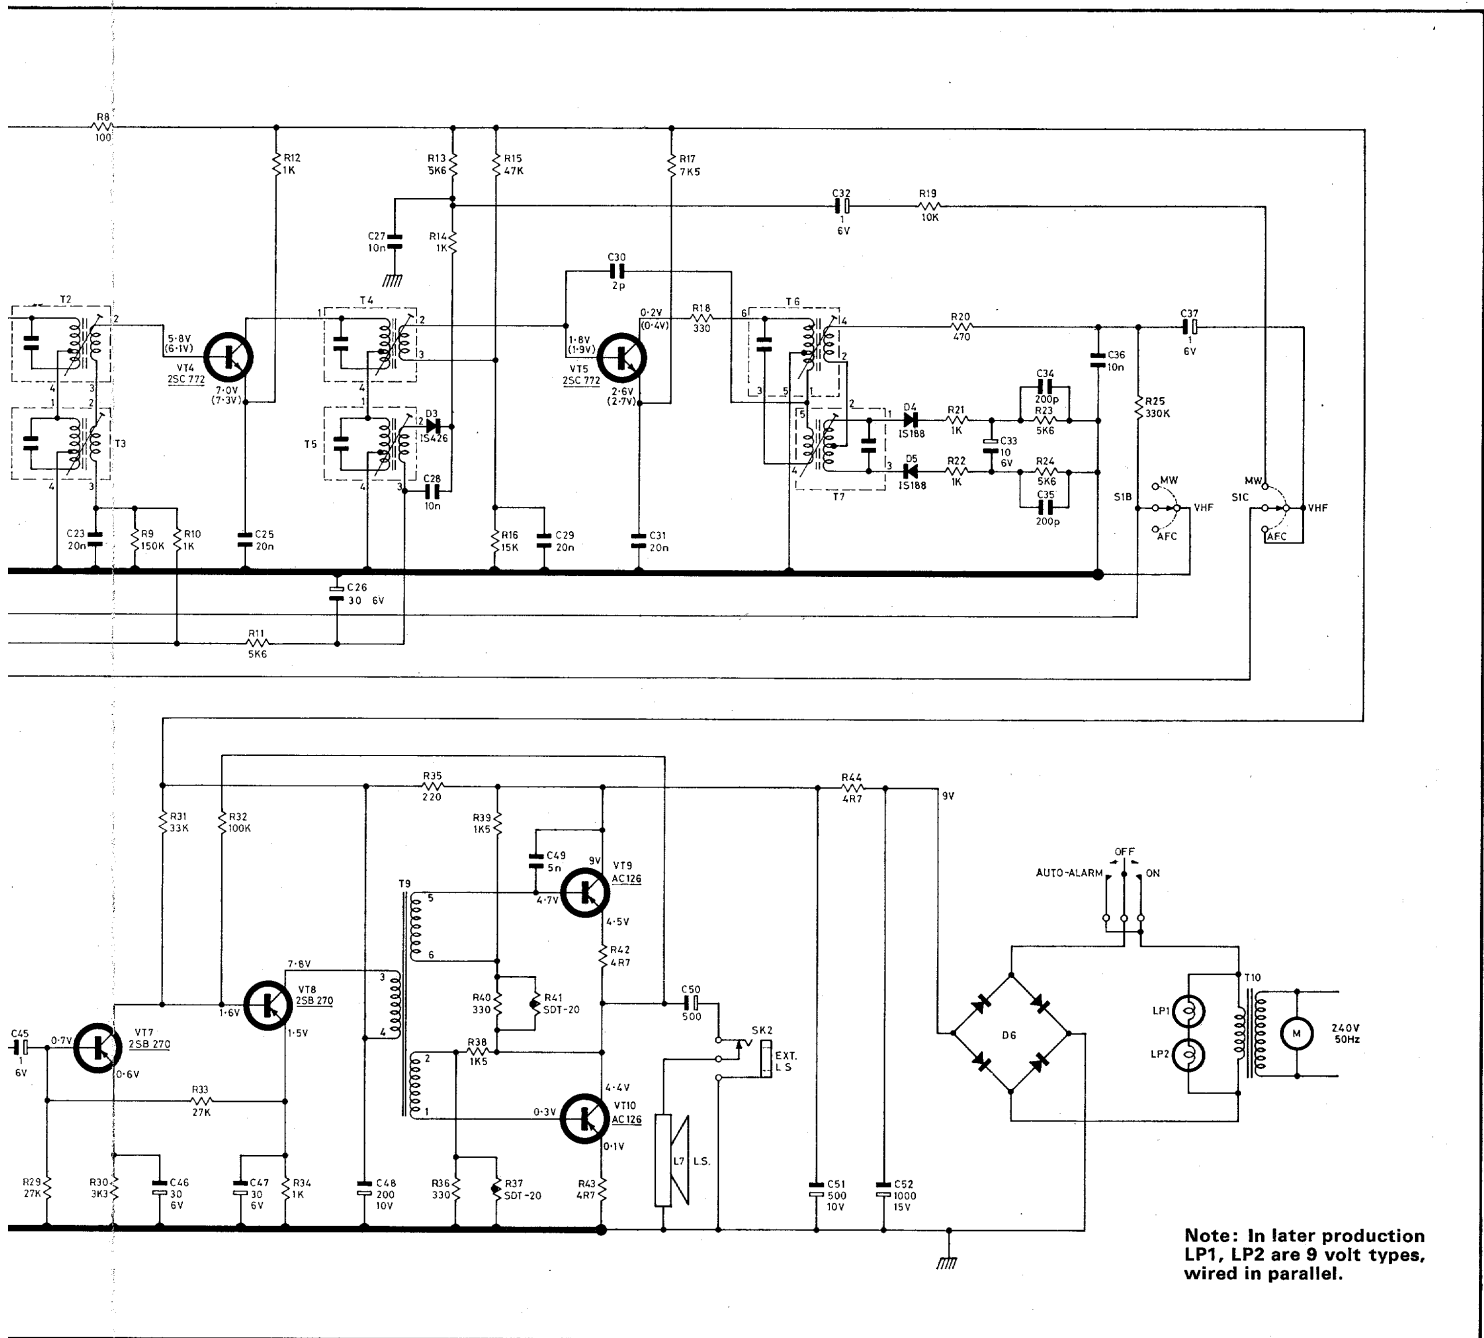 R8
100
R12
1K
R13
5K6
R15
47K
R17
7K5
C32
1
6V
R19
10K
C27
10n
R14
1K
C30
2p
T2
2
5·8V
(6·1V)
VT4
2SC 772
7·0V
(7·3V)
4
3
1
2
T3
4
3
T4
1
2
3
4
1
T5
2
D3
IS426
4
3
C28
10n
1·8V
(1·9V)
VT5
2SC 772
0·2V
(0·4V)
2·6V
(2·7V)
R18
330
T6
6
4
2
3
5
1
5
2
1
4
3
T7
R20
470
C37
1
6V
C36
10n
C34
200p
R23
5K6
R25
330K
D4
IS188
R21
1K
C33
10
6V
D5
IS188
R22
1K
R24
5K6
C35
200p
S1B
MW
VHF
AFC
S1C
MW
VHF
AFC
C23
20n
R9
150K
R10
1K
C25
20n
R16
15K
C29
20n
C31
20n
C26
30 6V
R11
5K6
R31
33K
R32
100K
R35
220
R39
1K5
C49
5n
9V
VT9
AC126
4·7V
4·5V
R42
4R7
R44
4R7
9V
T9
5
6
3
4
2
1
7·8V
VT8
2SB 270
1·6V
1·5V
C45
1
6V
0·7V
VT7
2SB 270
0·6V
R33
27K
R40
330
R41
SDT-20
R38
1K5
C50
500
SK2
EXT.
L S
4·4V
0·3V
VT10
AC126
0·1V
L7
L.S.
R29
27K
R30
3K3
C46
30
6V
C47
30
6V
R34
1K
C48
200
10V
R36
330
R37
SDT-20
R43
4R7
C51
500
10V
C52
1000
15V
OFF
AUTO-ALARM
ON
D6
LP1
LP2
T10
M
240V
50Hz
Note: In later production
LP1, LP2 are 9 volt types,
wired in parallel.